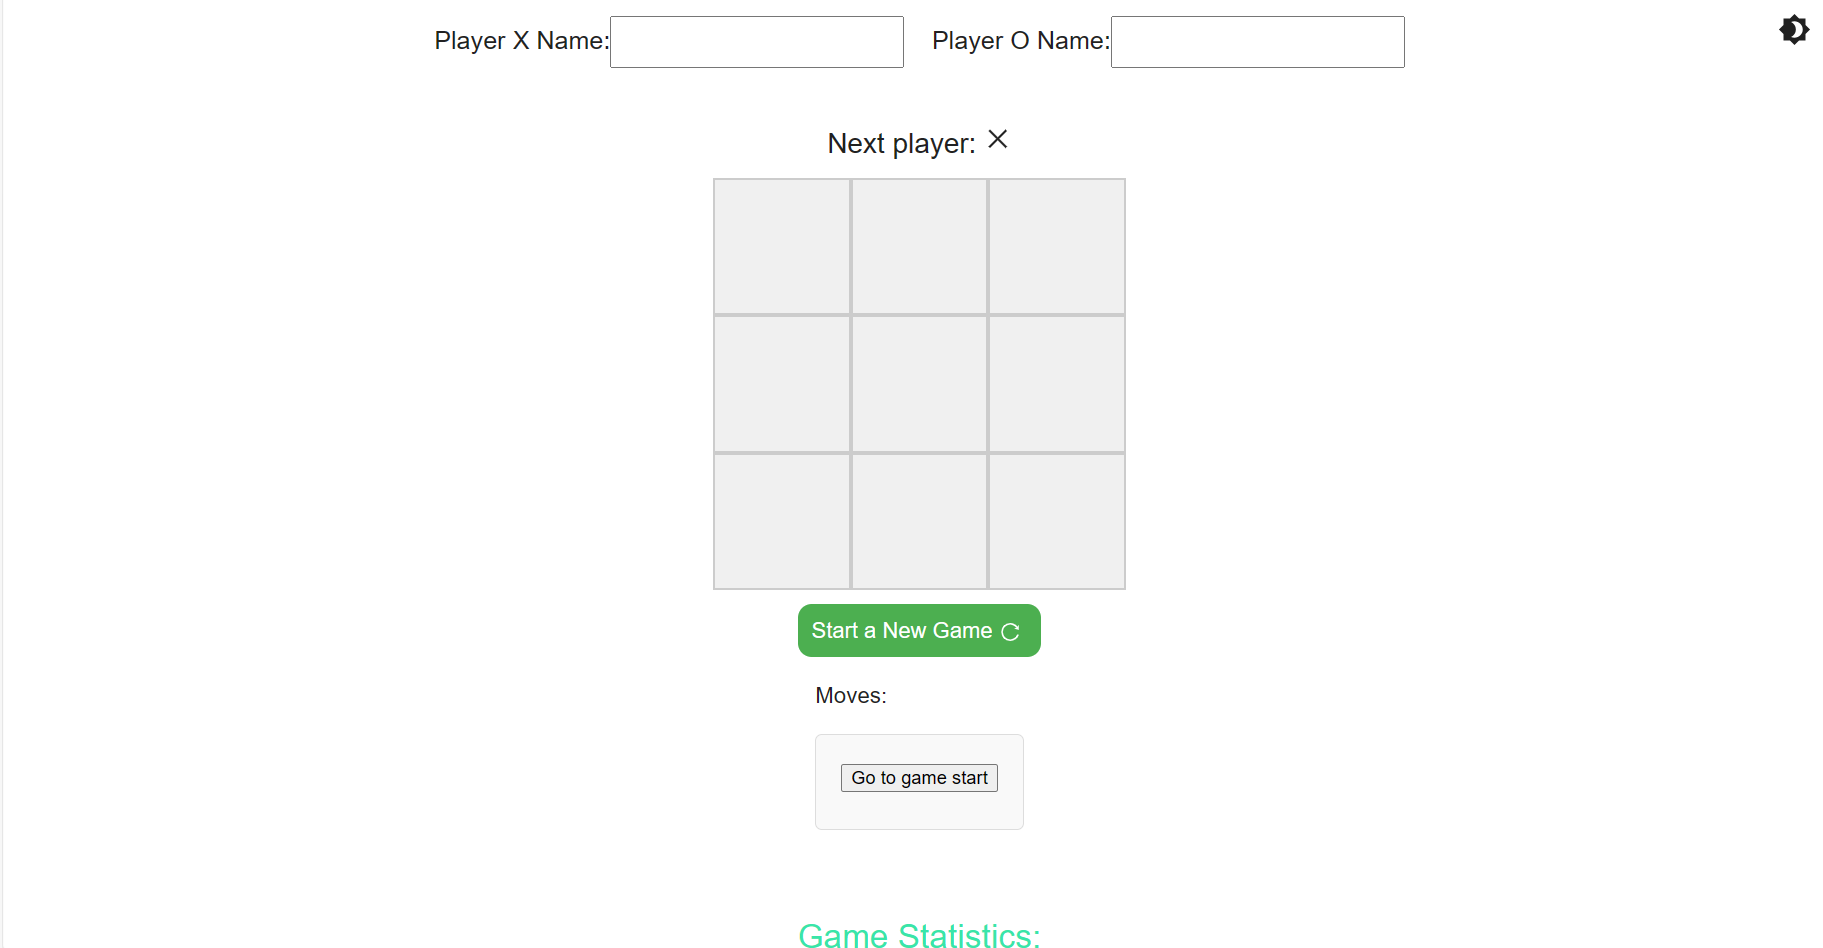 Player X Name: Player O Name:
Next player:
Start a New Game
Moves:
Go to game start
Game Statistics: